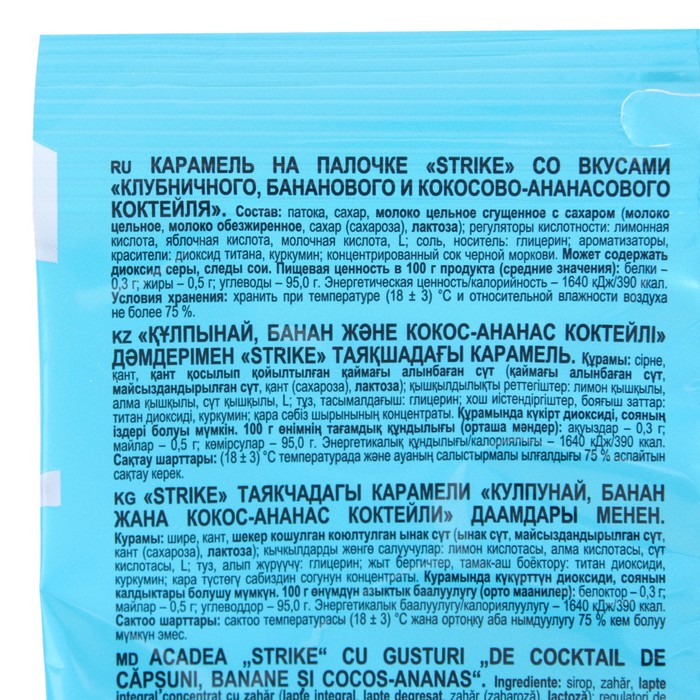 RU КАРАМЕЛЬ НА ПАЛОЧКЕ «STRIKE» СО ВКУСАМИ
«КЛУБНИЧНОГО, БАНАНОВОГО И КОКОСОВО-АНАНАСОВОГО
КОКТЕЙЛЯ». Состав: патока, сахар, молоко цельное сгущенное с сахаром (молоко
цельное, молоко обезжиренное, сахар (сахароза), лактоза); регуляторы кислотности: лимонная
кислота, яблочная кислота, молочная кислота, L; соль, носитель: глицерин; ароматизаторы,
красители: диоксид титана, куркумин; концентрированный сок черной моркови. Может содержать
диоксид серы, следы сои. Пищевая ценность в 100 г продукта (средние значения): белки –
0,3 г; жиры – 0,5 г; углеводы – 95,0 г. Энергетическая ценность/калорийность – 1640 кДж/390 ккал.
Условия хранения: хранить при температуре (18 ± 3) °С и относительной влажности воздуха
не более 75 %.
KZ «ҚҰЛПЫНАЙ, БАНАН ЖӘНЕ КОКОС-АНАНАС КОКТЕЙЛІ»
ДӘМДЕРІМЕН «STRIKE» ТАЯҚШАДАҒЫ КАРАМЕЛЬ. Құрамы: сірне,
қант, қант қосылып қойылтылған қаймағы алынбаған сүт (қаймағы алынбаған сүт,
майсыздандырылған сүт, қант (сахароза), лактоза); қышқылдылықты реттегіштер: лимон қышқылы,
алма қышқылы, сүт қышқылы, L; тұз, тасымалдағыш: глицерин; хош иістендіргіштер, бояғыш заттар:
титан диоксиді, куркумин; қара сәбіз шырынының концентраты. Құрамында күкірт диоксиді, сояның
іздері болуы мүмкін. 100 г өнімнің тағамдық құндылығы (орташа мәндер): ақуыздар – 0,3 г;
майлар – 0,5 г; көмірсулар – 95,0 г. Энергетикалық құндылығы/калориялығы – 1640 кДж/390 ккал.
Сақтау шарттары: (18 ± 3) °С температурада және ауаның салыстырмалы ылғалдығы 75 % аспайтын
сақтау керек.
KG «STRIKE» ТАЯКЧАДАГЫ КАРАМЕЛИ «КУЛПУНАЙ, БАНАН
ЖАНА КОКОС-АНАНАС КОКТЕЙЛИ» ДААМДАРЫ МЕНЕН.
Курамы: шире, кант, шекер кошулган коюлтулган ынак сүт (ынак сүт, майсыздандырылган сүт,
кант (сахароза), лактоза); кычкылдарды жөнгө салуучулар: лимон кислотасы, алма кислотасы, сүт
кислотасы, L; туз, алып жүрүүчү: глицерин; жыт бергичтер, тамак-аш боёктор: титан диоксиди,
куркумин; кара түстөгү сабиздин согунун концентраты. Курамында күкүрттүн диоксиди, соянын
калдыктары болушу мүмкүн. 100 г өнүмдүн азыктык баалуулугу (орто маанилер): белоктор – 0,3 г;
майлар – 0,5 г; углеводдор – 95,0 г. Энергетикалык баалуулугу/калориялуулугу – 1640 кДж/390 ккал.
Сактоо шарттары: сактоо температурасы (18 ± 3) °С жана ортоңку аба нымдуулугу 75 % кем болуу
мүмкүн эмес.
MD ACADEA „STRIKE“ CU GUSTURI „DE COCKTAIL DE
CĂPȘUNI, BANANE ȘI COCOS-ANANAS“. Ingrediente: sirop, zahăr, lapte
integral concentrat cu zahăr (lapte integral, lapte degresat, zahăr (zaharoză), lactoză); regulatori de